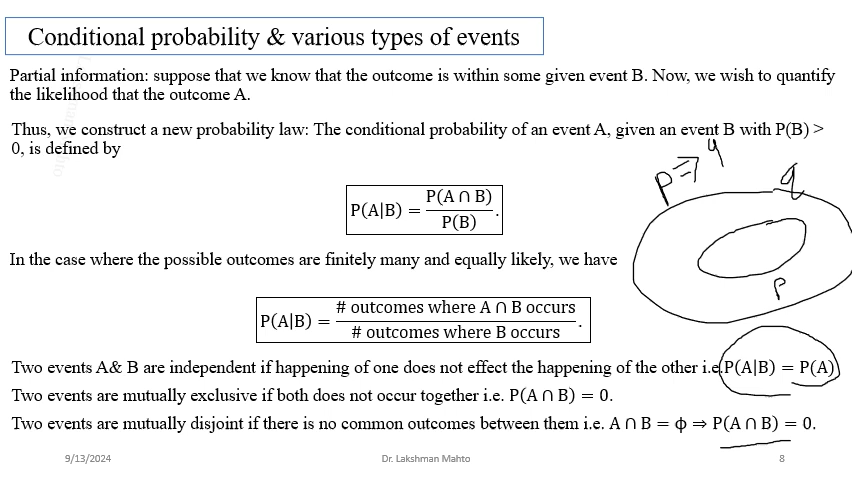 Conditional probability & various types of events
Partial information: suppose that we know that the outcome is within some given event B. Now, we wish to quantify
the likelihood that the outcome A.
Thus, we construct a new probability law: The conditional probability of an event A, given an event B with P(B) >
0, is defined by
P ⇒ q
q
P(A|B) = P(A ∩ B) / P(B).
In the case where the possible outcomes are finitely many and equally likely, we have
P
P(A|B) = # outcomes where A ∩ B occurs / # outcomes where B occurs.
Two events A& B are independent if happening of one does not effect the happening of the other i.e. P(A|B) = P(A)
Two events are mutually exclusive if both does not occur together i.e. P(A ∩ B) = 0.
Two events are mutually disjoint if there is no common outcomes between them i.e. A ∩ B = ϕ ⇒ P(A ∩ B) = 0.
9/13/2024 Dr. Lakshman Mahto 8